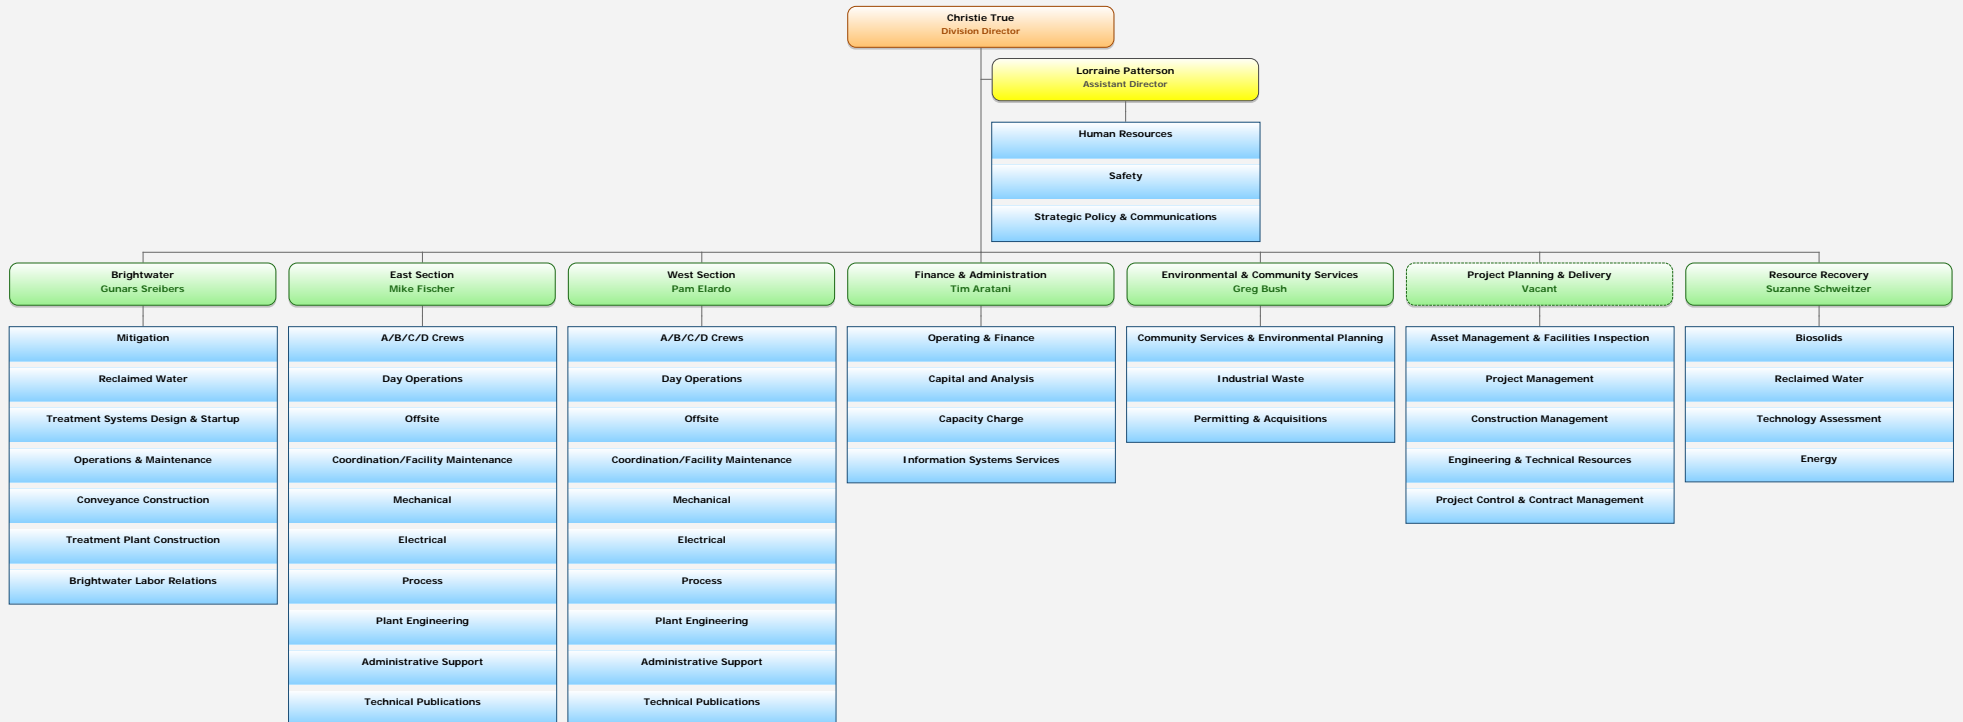 Christie True
Division Director
Lorraine Patterson
Assistant Director
Human Resources
Safety
Strategic Policy & Communications
Brightwater
Gunars Sreibers
Mitigation
Reclaimed Water
Treatment Systems Design & Startup
Operations & Maintenance
Conveyance Construction
Treatment Plant Construction
Brightwater Labor Relations
East Section
Mike Fischer
A/B/C/D Crews
Day Operations
Offsite
Coordination/Facility Maintenance
Mechanical
Electrical
Process
Plant Engineering
Administrative Support
Technical Publications
West Section
Pam Elardo
A/B/C/D Crews
Day Operations
Offsite
Coordination/Facility Maintenance
Mechanical
Electrical
Process
Plant Engineering
Administrative Support
Technical Publications
Finance & Administration
Tim Aratani
Operating & Finance
Capital and Analysis
Capacity Charge
Information Systems Services
Environmental & Community Services
Greg Bush
Community Services & Environmental Planning
Industrial Waste
Permitting & Acquisitions
Project Planning & Delivery
Vacant
Asset Management & Facilities Inspection
Project Management
Construction Management
Engineering & Technical Resources
Project Control & Contract Management
Resource Recovery
Suzanne Schweitzer
Biosolids
Reclaimed Water
Technology Assessment
Energy